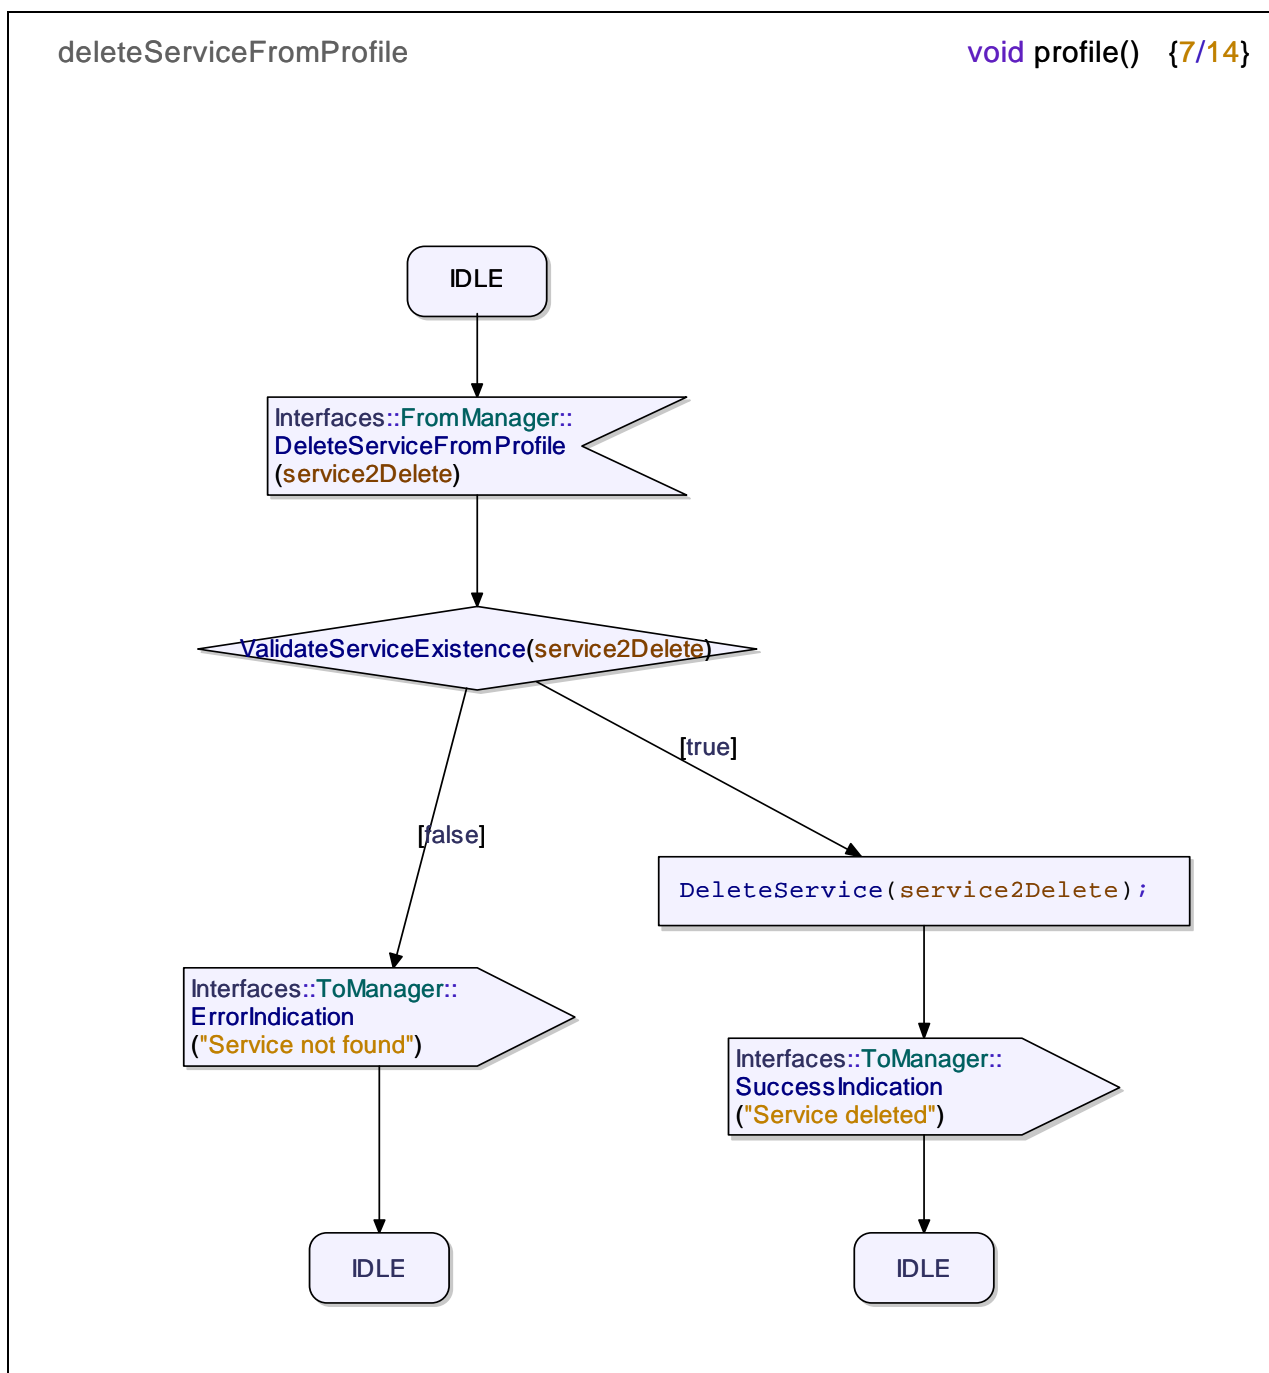 deleteServiceFromProfile
void profile() {7/14}
IDLE
Interfaces::FromManager::
DeleteServiceFromProfile
(service2Delete)
ValidateServiceExistence(service2Delete)
[true]
[false]
DeleteService(service2Delete);
Interfaces::ToManager::
ErrorIndication
("Service not found")
Interfaces::ToManager::
SuccessIndication
("Service deleted")
IDLE
IDLE